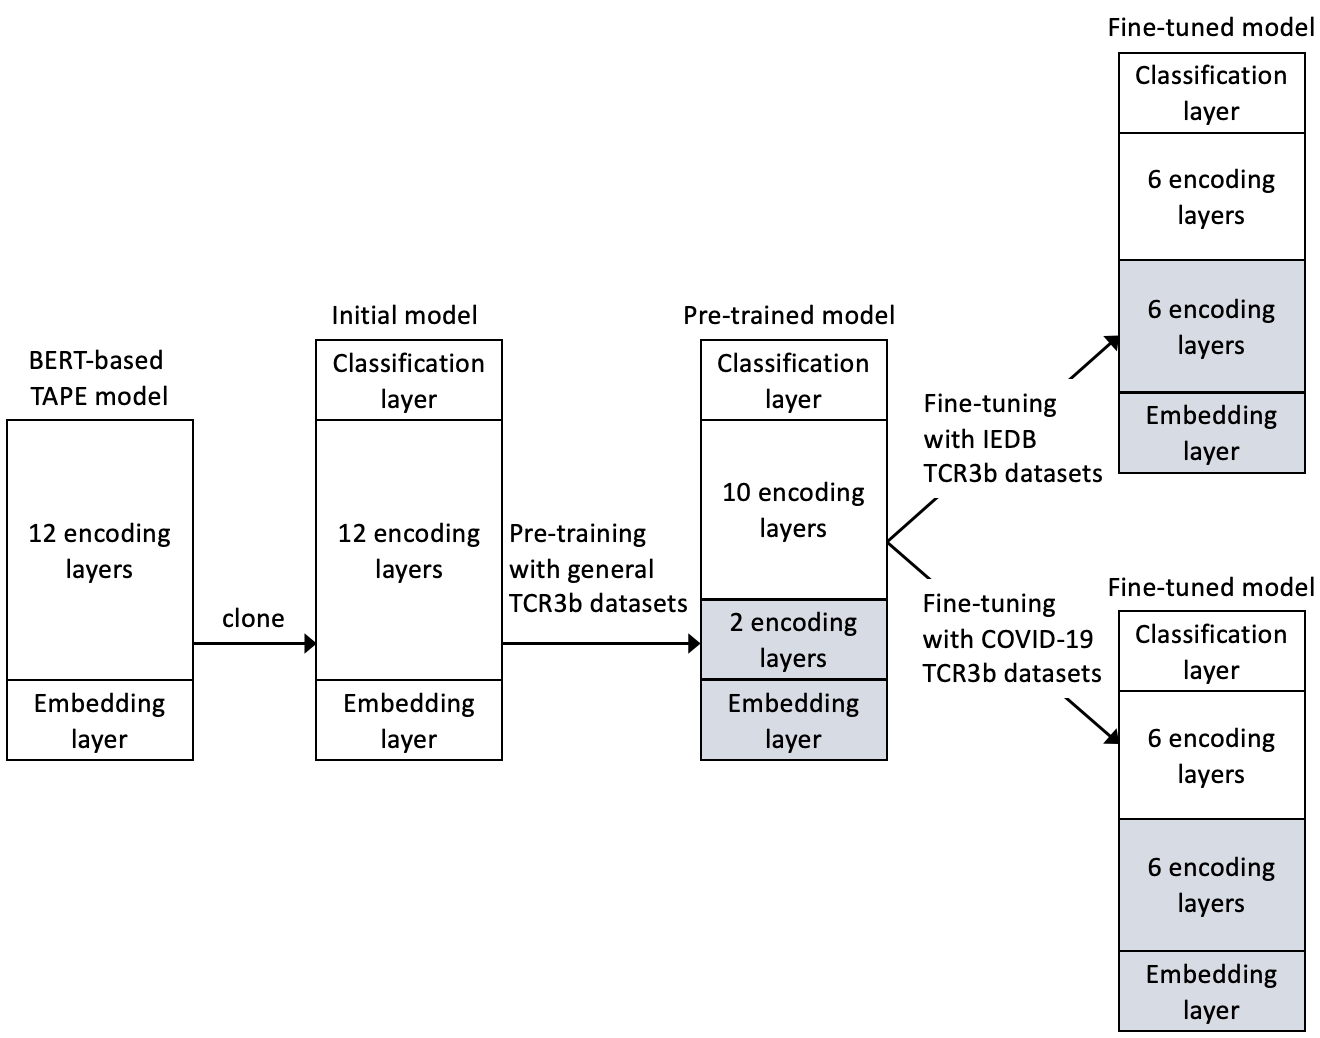 BERT-based
TAPE model
12 encoding
layers
Embedding
layer
clone
Initial model
Classification
layer
12 encoding
layers
Embedding
layer
Pre-training
with general
TCR3b datasets
Pre-trained model
Classification
layer
10 encoding
layers
2 encoding
layers
Embedding
layer
Fine-tuning
with IEDB
TCR3b datasets
Fine-tuned model
Classification
layer
6 encoding
layers
6 encoding
layers
Embedding
layer
Fine-tuning
with COVID-19
TCR3b datasets
Fine-tuned model
Classification
layer
6 encoding
layers
6 encoding
layers
Embedding
layer